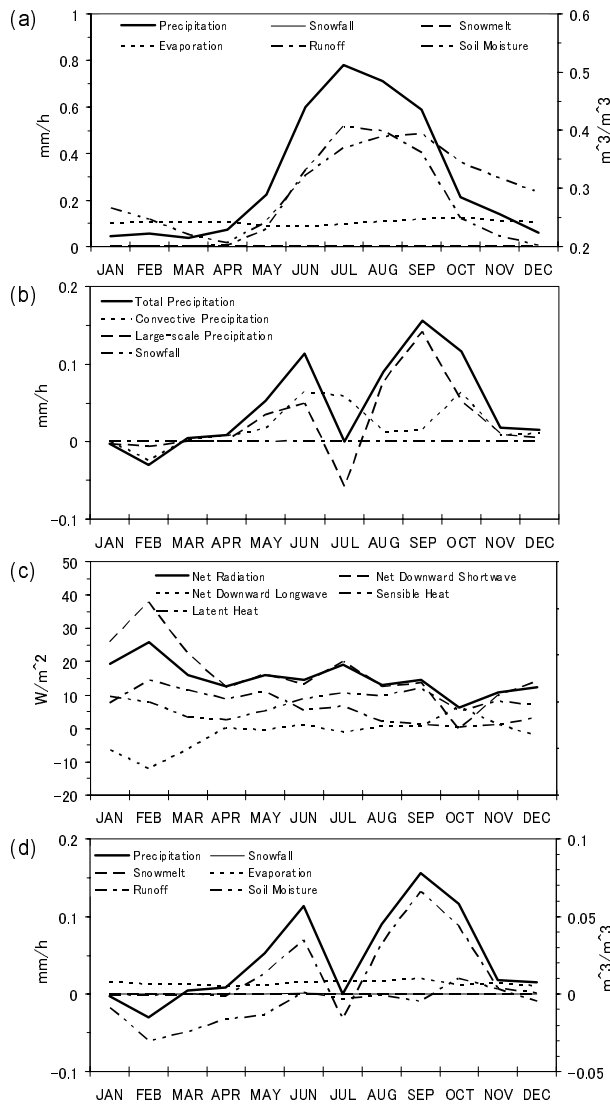 (a)
1
0.8
0.6
0.4
0.2
0
mm/h
Precipitation
Snowfall
Snowmelt
Evaporation
Runoff
Soil Moisture
0.6
0.5
0.4
0.3
0.2
m^3/m^3
JAN FEB MAR APR MAY JUN JUL AUG SEP OCT NOV DEC
(b)
0.2
0.1
0
-0.1
mm/h
Total Precipitation
Convective Precipitation
Large-scale Precipitation
Snowfall
JAN FEB MAR APR MAY JUN JUL AUG SEP OCT NOV DEC
(c)
50
40
30
20
10
0
-10
-20
W/m^2
Net Radiation
Net Downward Shortwave
Net Downward Longwave
Sensible Heat
Latent Heat
JAN FEB MAR APR MAY JUN JUL AUG SEP OCT NOV DEC
(d)
0.2
0.1
0
-0.1
mm/h
Precipitation
Snowfall
Snowmelt
Evaporation
Runoff
Soil Moisture
0.1
0.05
0
-0.05
m^3/m^3
JAN FEB MAR APR MAY JUN JUL AUG SEP OCT NOV DEC